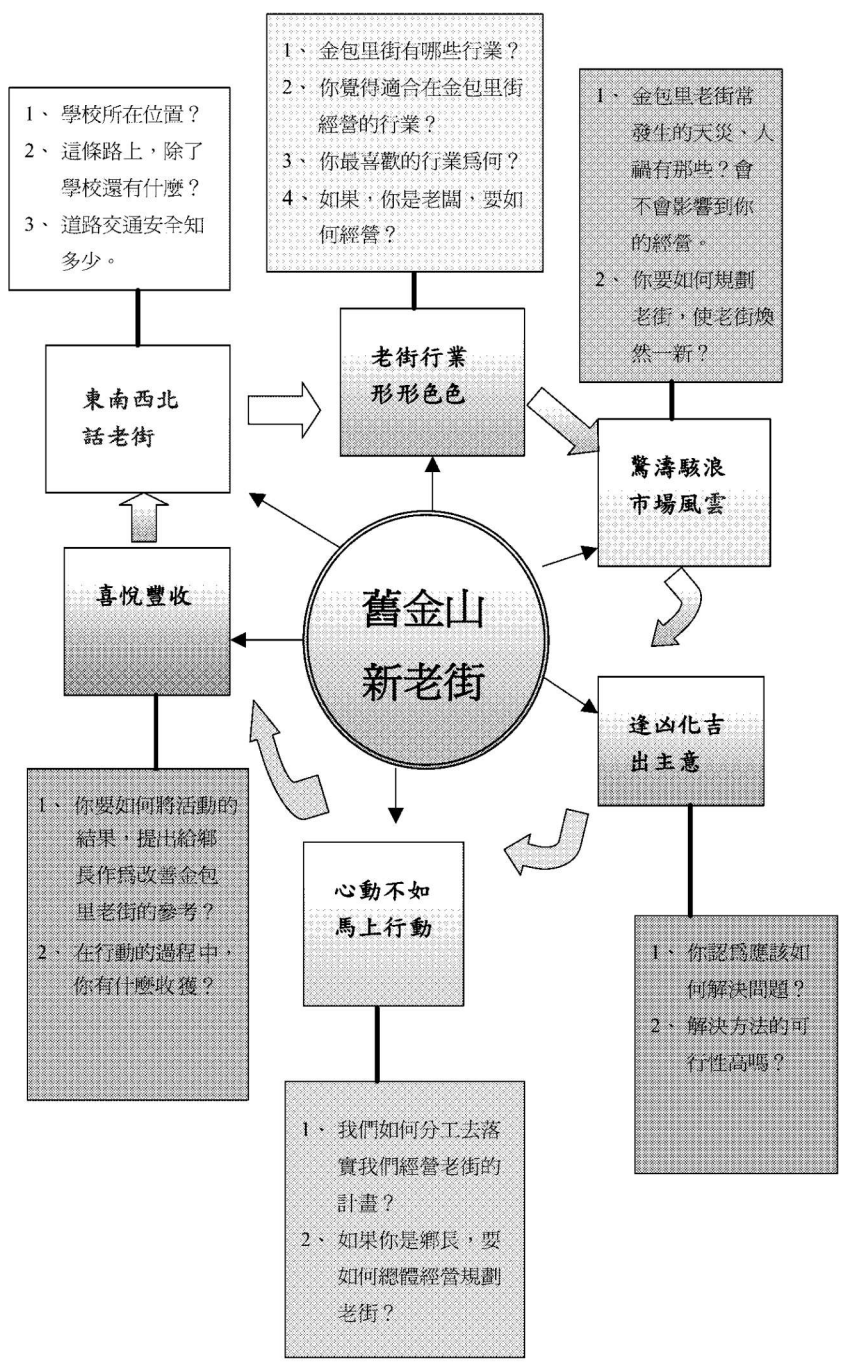 1、 金包里街有哪些行業？
2、 你覺得適合在金包里街
經營的行業？
3、 你最喜歡的行業爲何？
4、 如果，你是老闆，要如
何經營？
1、 學校所在位置？
2、 這條路上，除了
學校還有什麼？
3、 道路交通安全知
多少。
1、 金包里老街常
發生的天災、人
禍有那些？會
不會影響到你
的經營。
2、 你要如何規劃
老街，使老街煥
然一新？
東南西北
話老街
老街行業
形形色色
驚濤駭浪
市場風雲
喜悅豐收
舊金山
新老街
逢凶化吉
出主意
心動不如
馬上行動
1、 你要如何將活動的
結果，提出給鄉
長作爲改善金包
里老街的參考？
2、 在行動的過程中，
你有什麼收獲？
1、 你認爲應該如
何解決問題？
2、 解決方法的可
行性高嗎？
1、 我們如何分工去落
實我們經營老街的
計畫？
2、 如果你是鄉長，要
如何總體經營規劃
老街？